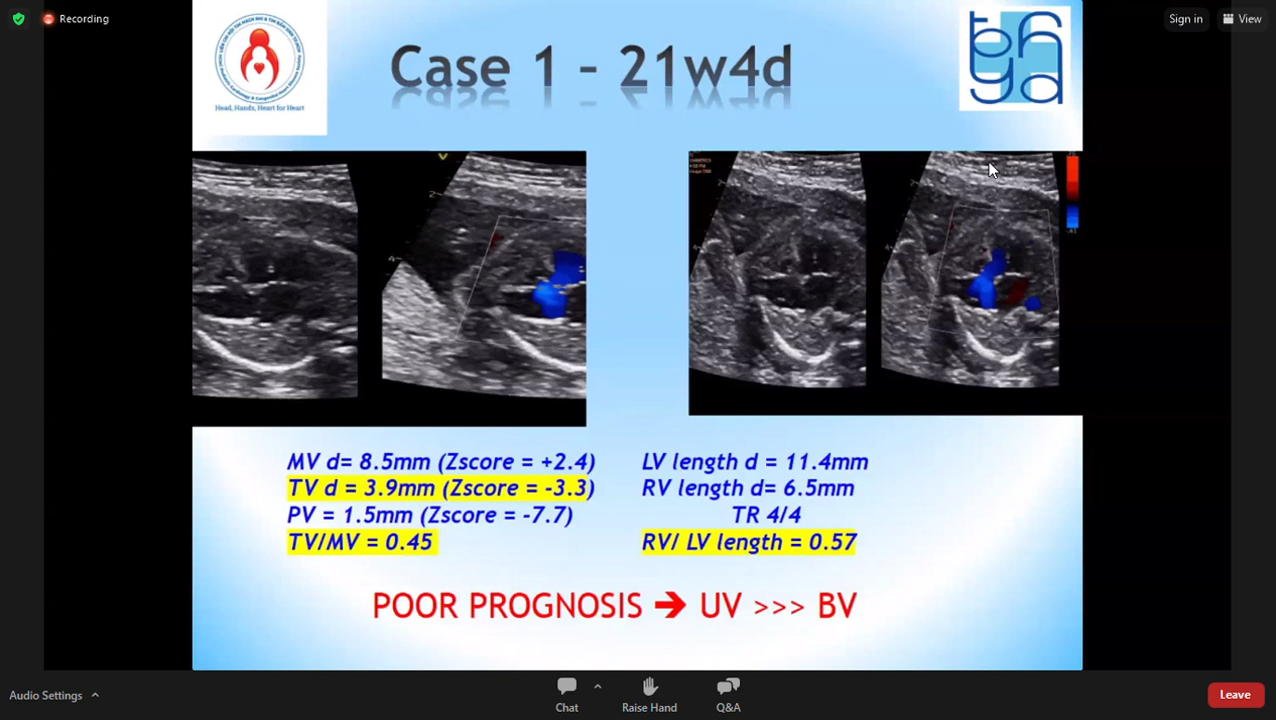 Recording
Sign in
View
Head, Hands, Heart for Heart
Case 1 – 21w4d
MV d= 8.5mm (Zscore = +2.4)
TV d = 3.9mm (Zscore = -3.3)
PV = 1.5mm (Zscore = -7.7)
TV/MV = 0.45
LV length d = 11.4mm
RV length d= 6.5mm
TR 4/4
RV/ LV length = 0.57
POOR PROGNOSIS ➔ UV >>> BV
Audio Settings
Chat
Raise Hand
Q&A
Leave